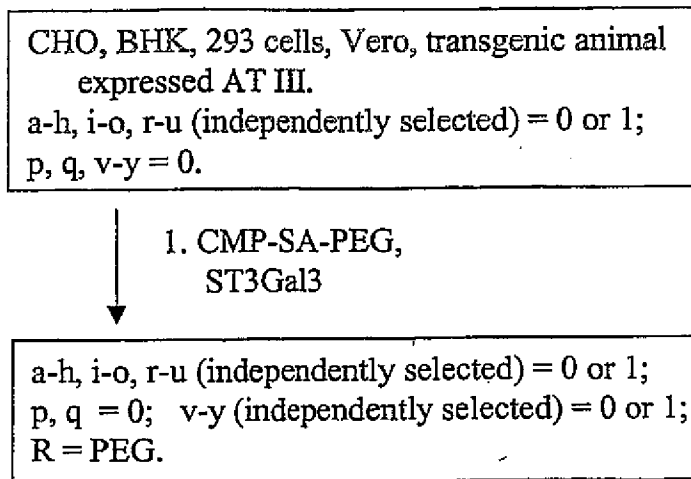 CHO, BHK, 293 cells, Vero, transgenic animal
expressed AT III.
a-h, i-o, r-u (independently selected) = 0 or 1;
p, q, v-y = 0.
1. CMP-SA-PEG,
ST3Gal3
a-h, i-o, r-u (independently selected) = 0 or 1;
p, q = 0; v-y (independently selected) = 0 or 1;
R = PEG.